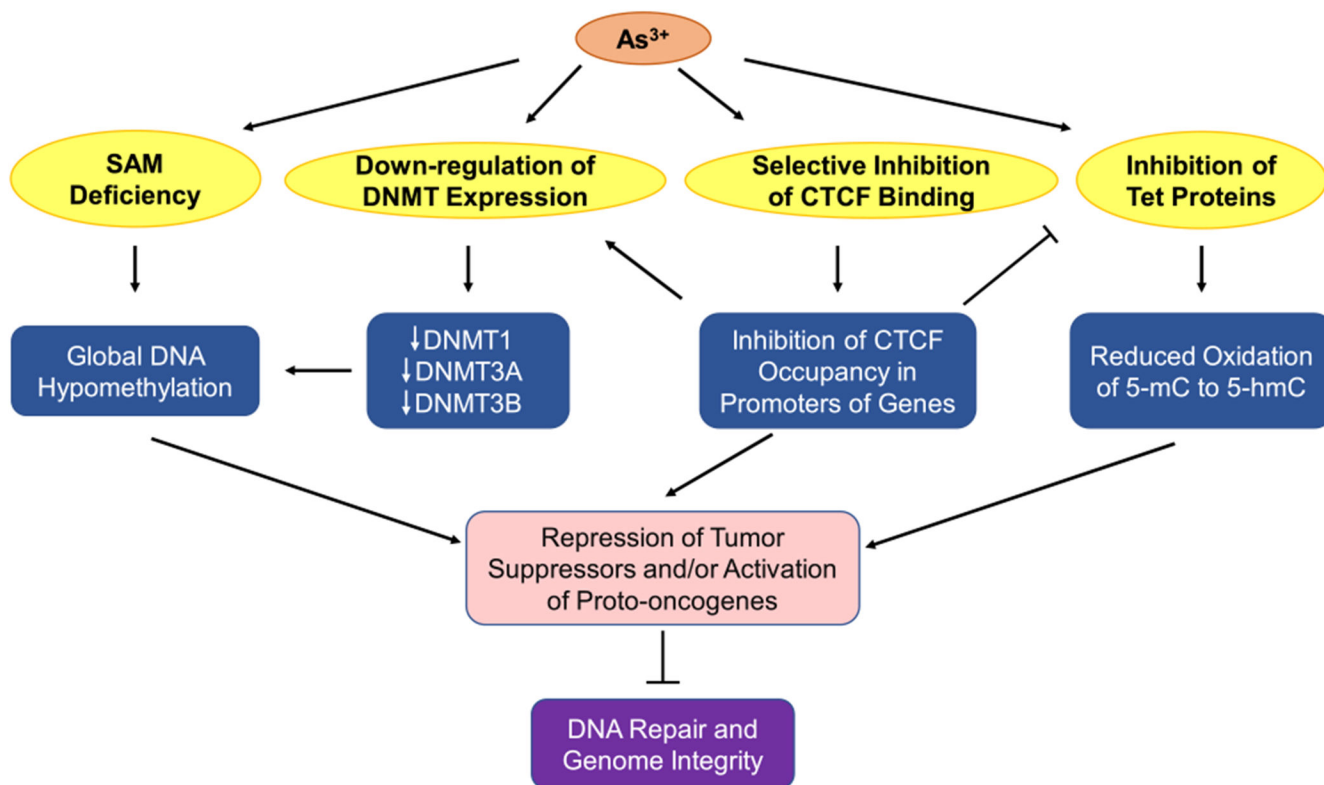 As³⁺
SAM
Deficiency
Down-regulation of
DNMT Expression
Selective Inhibition
of CTCF Binding
Inhibition of
Tet Proteins
Global DNA
Hypomethylation
↓DNMT1
↓DNMT3A
↓DNMT3B
Inhibition of CTCF
Occupancy in
Promoters of Genes
Reduced Oxidation
of 5-mC to 5-hmC
Repression of Tumor
Suppressors and/or Activation
of Proto-oncogenes
DNA Repair and
Genome Integrity